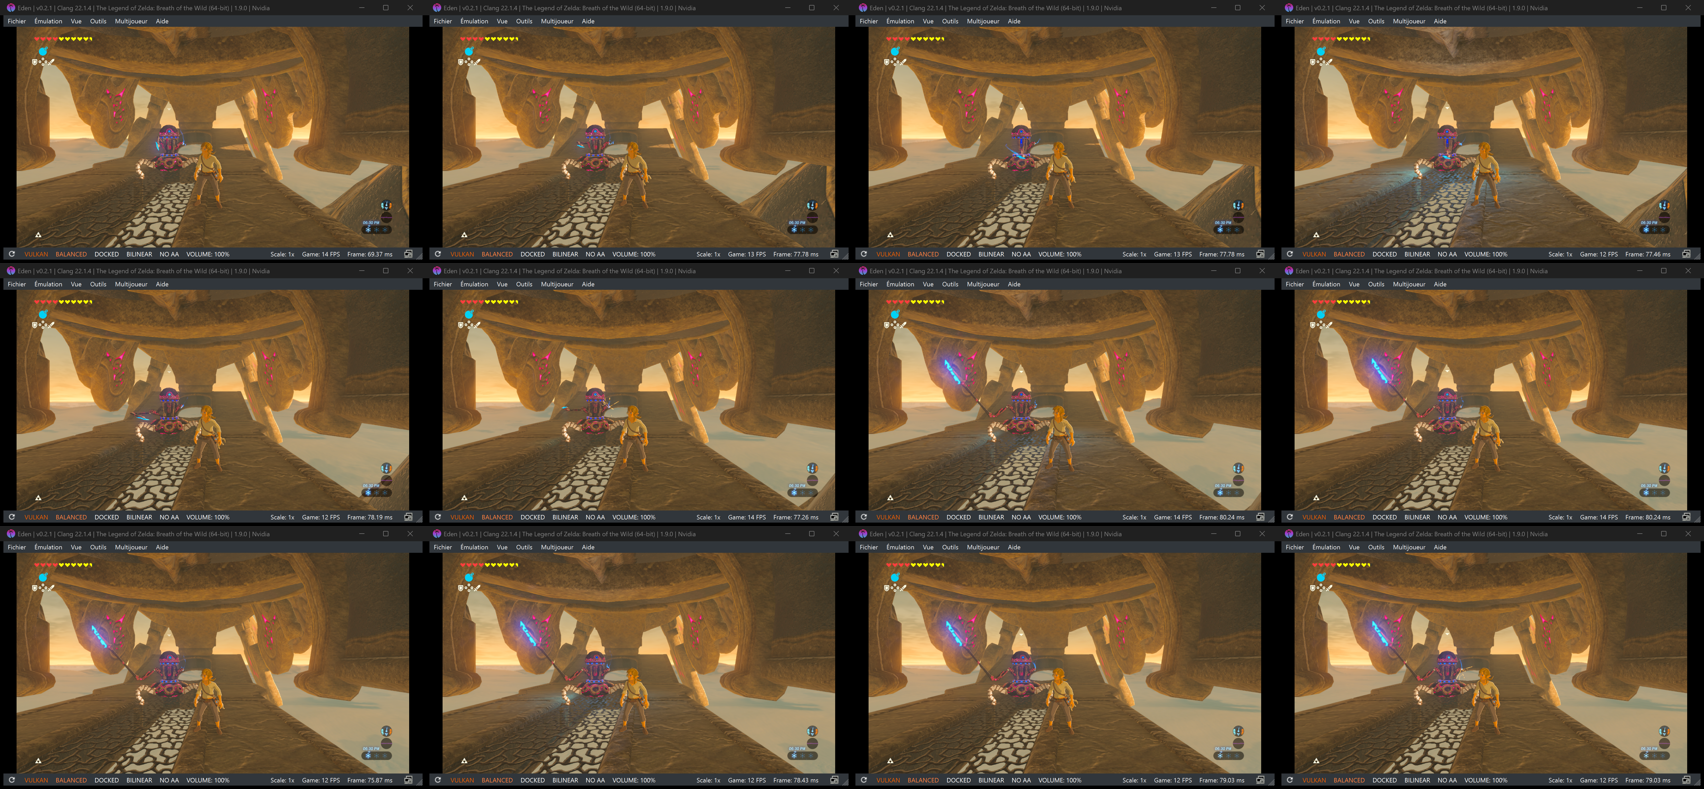 Eden | v0.2.1 | Clang 22.1.4 | The Legend of Zelda: Breath of the Wild (64-bit) | 1.9.0 | Nvidia
Fichier Émulation Vue Outils Multijoueur Aide
VULKAN BALANCED DOCKED BILINEAR NO AA VOLUME: 100% Scale: 1x Game: 14 FPS Frame: 69.37 ms
Eden | v0.2.1 | Clang 22.1.4 | The Legend of Zelda: Breath of the Wild (64-bit) | 1.9.0 | Nvidia
Fichier Émulation Vue Outils Multijoueur Aide
VULKAN BALANCED DOCKED BILINEAR NO AA VOLUME: 100% Scale: 1x Game: 13 FPS Frame: 77.78 ms
Eden | v0.2.1 | Clang 22.1.4 | The Legend of Zelda: Breath of the Wild (64-bit) | 1.9.0 | Nvidia
Fichier Émulation Vue Outils Multijoueur Aide
VULKAN BALANCED DOCKED BILINEAR NO AA VOLUME: 100% Scale: 1x Game: 13 FPS Frame: 77.78 ms
Eden | v0.2.1 | Clang 22.1.4 | The Legend of Zelda: Breath of the Wild (64-bit) | 1.9.0 | Nvidia
Fichier Émulation Vue Outils Multijoueur Aide
VULKAN BALANCED DOCKED BILINEAR NO AA VOLUME: 100% Scale: 1x Game: 12 FPS Frame: 77.46 ms
Eden | v0.2.1 | Clang 22.1.4 | The Legend of Zelda: Breath of the Wild (64-bit) | 1.9.0 | Nvidia
Fichier Émulation Vue Outils Multijoueur Aide
VULKAN BALANCED DOCKED BILINEAR NO AA VOLUME: 100% Scale: 1x Game: 12 FPS Frame: 78.19 ms
Eden | v0.2.1 | Clang 22.1.4 | The Legend of Zelda: Breath of the Wild (64-bit) | 1.9.0 | Nvidia
Fichier Émulation Vue Outils Multijoueur Aide
VULKAN BALANCED DOCKED BILINEAR NO AA VOLUME: 100% Scale: 1x Game: 14 FPS Frame: 77.26 ms
Eden | v0.2.1 | Clang 22.1.4 | The Legend of Zelda: Breath of the Wild (64-bit) | 1.9.0 | Nvidia
Fichier Émulation Vue Outils Multijoueur Aide
VULKAN BALANCED DOCKED BILINEAR NO AA VOLUME: 100% Scale: 1x Game: 14 FPS Frame: 80.24 ms
Eden | v0.2.1 | Clang 22.1.4 | The Legend of Zelda: Breath of the Wild (64-bit) | 1.9.0 | Nvidia
Fichier Émulation Vue Outils Multijoueur Aide
VULKAN BALANCED DOCKED BILINEAR NO AA VOLUME: 100% Scale: 1x Game: 14 FPS Frame: 80.24 ms
Eden | v0.2.1 | Clang 22.1.4 | The Legend of Zelda: Breath of the Wild (64-bit) | 1.9.0 | Nvidia
Fichier Émulation Vue Outils Multijoueur Aide
VULKAN BALANCED DOCKED BILINEAR NO AA VOLUME: 100% Scale: 1x Game: 12 FPS Frame: 75.87 ms
Eden | v0.2.1 | Clang 22.1.4 | The Legend of Zelda: Breath of the Wild (64-bit) | 1.9.0 | Nvidia
Fichier Émulation Vue Outils Multijoueur Aide
VULKAN BALANCED DOCKED BILINEAR NO AA VOLUME: 100% Scale: 1x Game: 12 FPS Frame: 78.43 ms
Eden | v0.2.1 | Clang 22.1.4 | The Legend of Zelda: Breath of the Wild (64-bit) | 1.9.0 | Nvidia
Fichier Émulation Vue Outils Multijoueur Aide
VULKAN BALANCED DOCKED BILINEAR NO AA VOLUME: 100% Scale: 1x Game: 12 FPS Frame: 79.03 ms
Eden | v0.2.1 | Clang 22.1.4 | The Legend of Zelda: Breath of the Wild (64-bit) | 1.9.0 | Nvidia
Fichier Émulation Vue Outils Multijoueur Aide
VULKAN BALANCED DOCKED BILINEAR NO AA VOLUME: 100% Scale: 1x Game: 12 FPS Frame: 79.03 ms